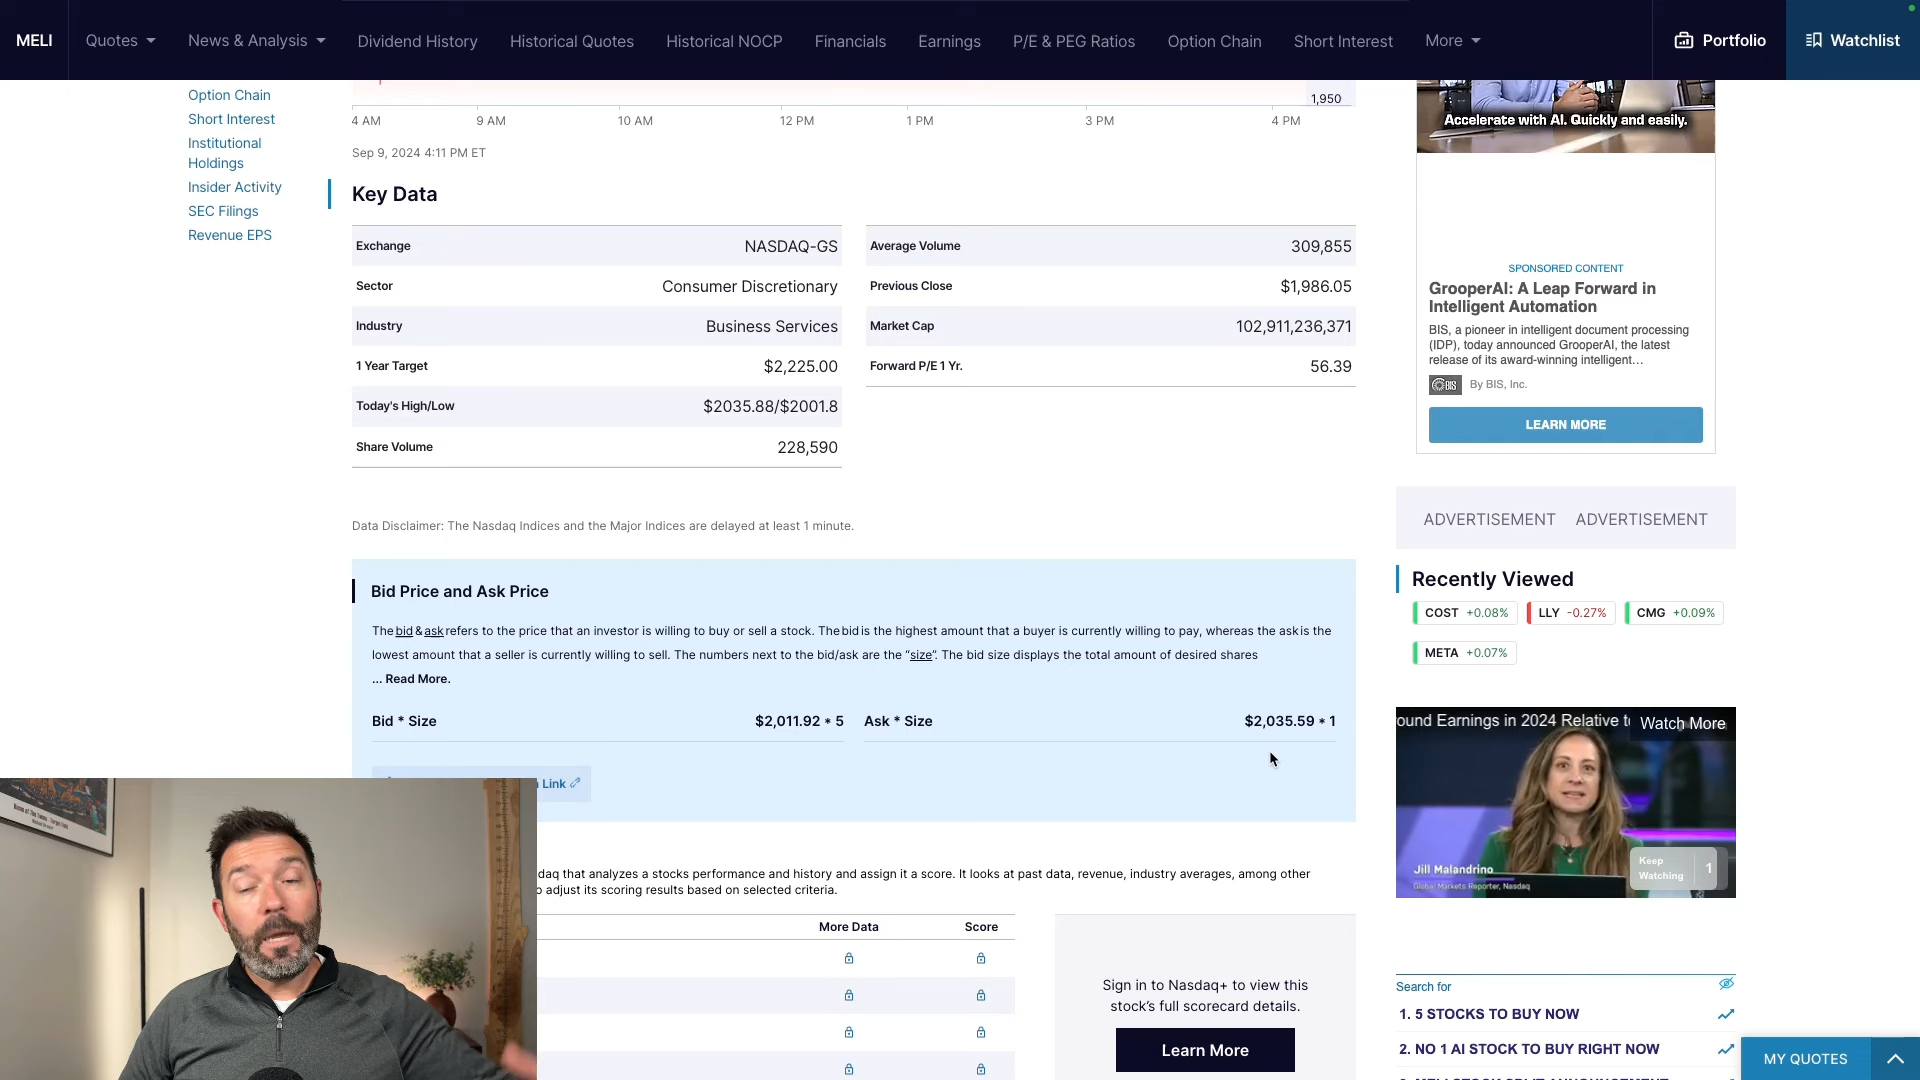 MELI
Quotes
News & Analysis
Dividend History
Historical Quotes
Historical NOCP
Financials
Earnings
P/E & PEG Ratios
Option Chain
Short Interest
More
Portfolio
Watchlist
Option Chain
Short Interest
Institutional
Holdings
Insider Activity
SEC Filings
Revenue EPS
1,950
4 AM
9 AM
10 AM
12 PM
1 PM
3 PM
4 PM
Sep 9, 2024 4:11 PM ET
Key Data
Exchange NASDAQ-GS
Sector Consumer Discretionary
Industry Business Services
1 Year Target $2,225.00
Today's High/Low $2035.88/$2001.8
Share Volume 228,590
Average Volume 309,855
Previous Close $1,986.05
Market Cap 102,911,236,371
Forward P/E 1 Yr. 56.39
Data Disclaimer: The Nasdaq Indices and the Major Indices are delayed at least 1 minute.
Bid Price and Ask Price
The bid & ask refers to the price that an investor is willing to buy or sell a stock. The bid is the highest amount that a buyer is currently willing to pay, whereas the ask is the
lowest amount that a seller is currently willing to sell. The numbers next to the bid/ask are the “size”. The bid size displays the total amount of desired shares
... Read More.
Bid * Size $2,011.92 * 5
Ask * Size $2,035.59 * 1
Link
daq that analyzes a stocks performance and history and assign it a score. It looks at past data, revenue, industry averages, among other
o adjust its scoring results based on selected criteria.
More Data Score
Sign in to Nasdaq+ to view this
stock’s full scorecard details.
Learn More
Accelerate with AI. Quickly and easily.
SPONSORED CONTENT
GrooperAI: A Leap Forward in
Intelligent Automation
BIS, a pioneer in intelligent document processing
(IDP), today announced GrooperAI, the latest
release of its award-winning intelligent...
BIS
By BIS, Inc.
LEARN MORE
ADVERTISEMENT ADVERTISEMENT
Recently Viewed
COST +0.08%
LLY -0.27%
CMG +0.09%
META +0.07%
ound Earnings in 2024 Relative to
Watch More
Jill Malandrino
Global Markets Reporter, Nasdaq
Keep
Watching
1
Search for
1. 5 STOCKS TO BUY NOW
2. NO 1 AI STOCK TO BUY RIGHT NOW
MY QUOTES